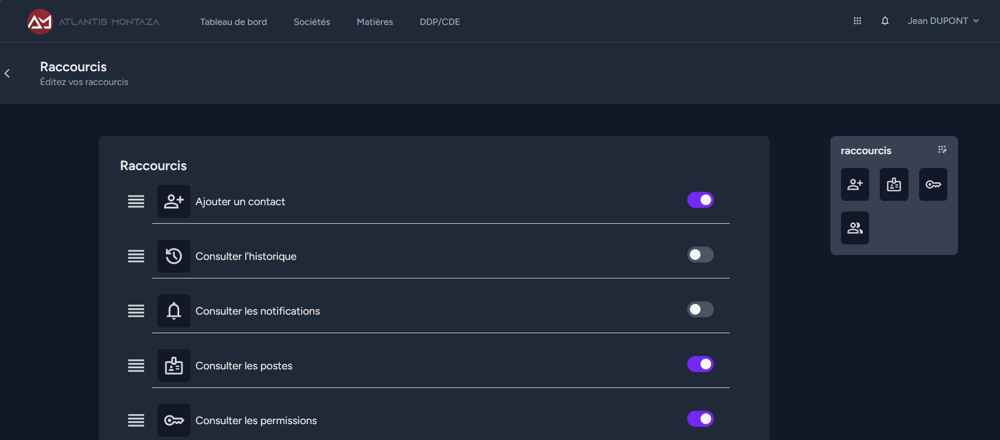 ATLANTIS MONTAZA
Tableau de bord
Sociétés
Matières
DDP/CDE
Jean DUPONT
Raccourcis
Éditez vos raccourcis
Raccourcis
Ajouter un contact
Consulter l'historique
Consulter les notifications
Consulter les postes
Consulter les permissions
raccourcis